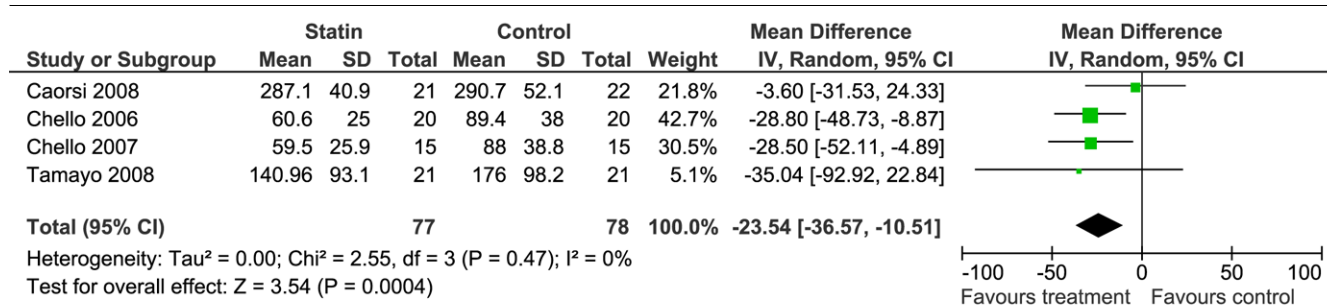 Statin Control Mean Difference Mean Difference
Study or Subgroup Mean SD Total Mean SD Total Weight IV, Random, 95% CI IV, Random, 95% CI
Caorsi 2008 287.1 40.9 21 290.7 52.1 22 21.8% -3.60 [-31.53, 24.33]
Chello 2006 60.6 25 20 89.4 38 20 42.7% -28.80 [-48.73, -8.87]
Chello 2007 59.5 25.9 15 88 38.8 15 30.5% -28.50 [-52.11, -4.89]
Tamayo 2008 140.96 93.1 21 176 98.2 21 5.1% -35.04 [-92.92, 22.84]
Total (95% CI) 77 78 100.0% -23.54 [-36.57, -10.51]
Heterogeneity: Tau² = 0.00; Chi² = 2.55, df = 3 (P = 0.47); I² = 0%
Test for overall effect: Z = 3.54 (P = 0.0004)
-100 -50 0 50 100
Favours treatment Favours control